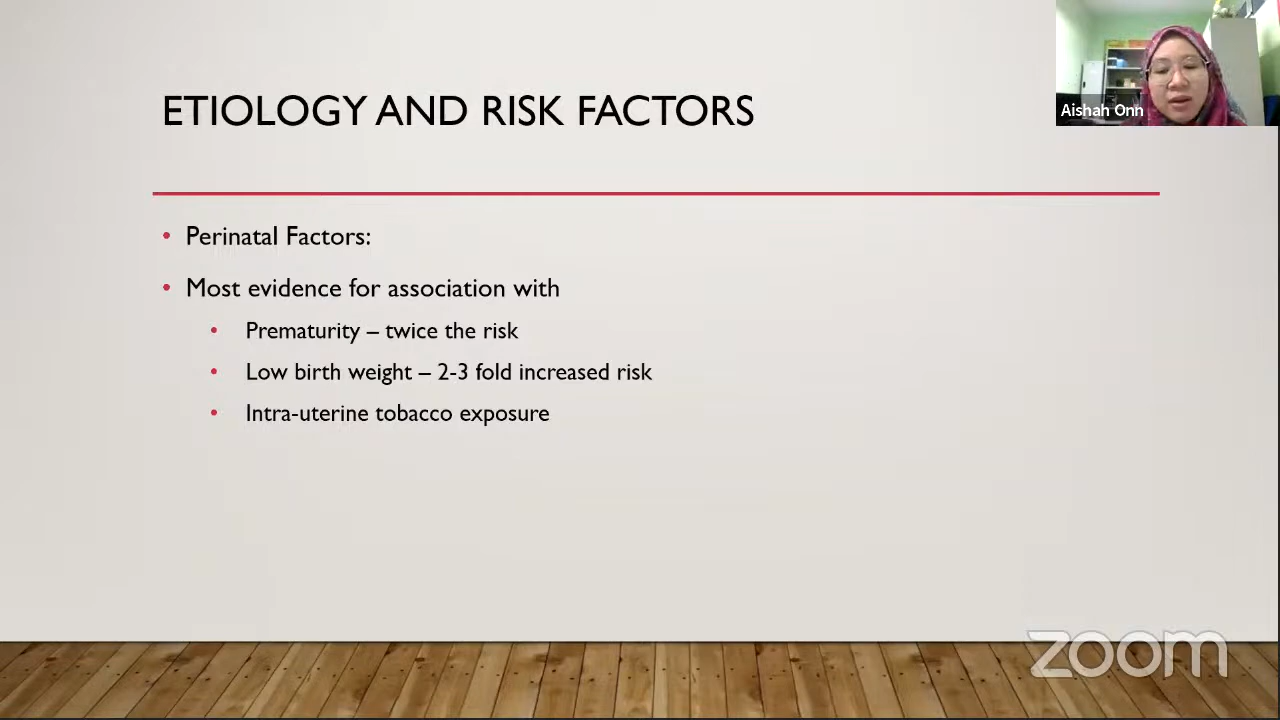 ETIOLOGY AND RISK FACTORS
Aishah Onn
• Perinatal Factors:
• Most evidence for association with
• Prematurity – twice the risk
• Low birth weight – 2-3 fold increased risk
• Intra-uterine tobacco exposure
zoom